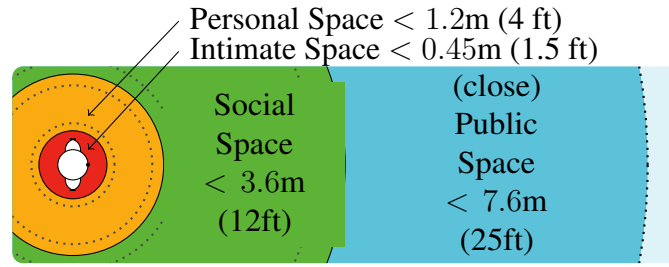 Personal Space < 1.2m (4 ft)
Intimate Space < 0.45m (1.5 ft)
Social
Space
< 3.6m
(12ft)
(close)
Public
Space
< 7.6m
(25ft)